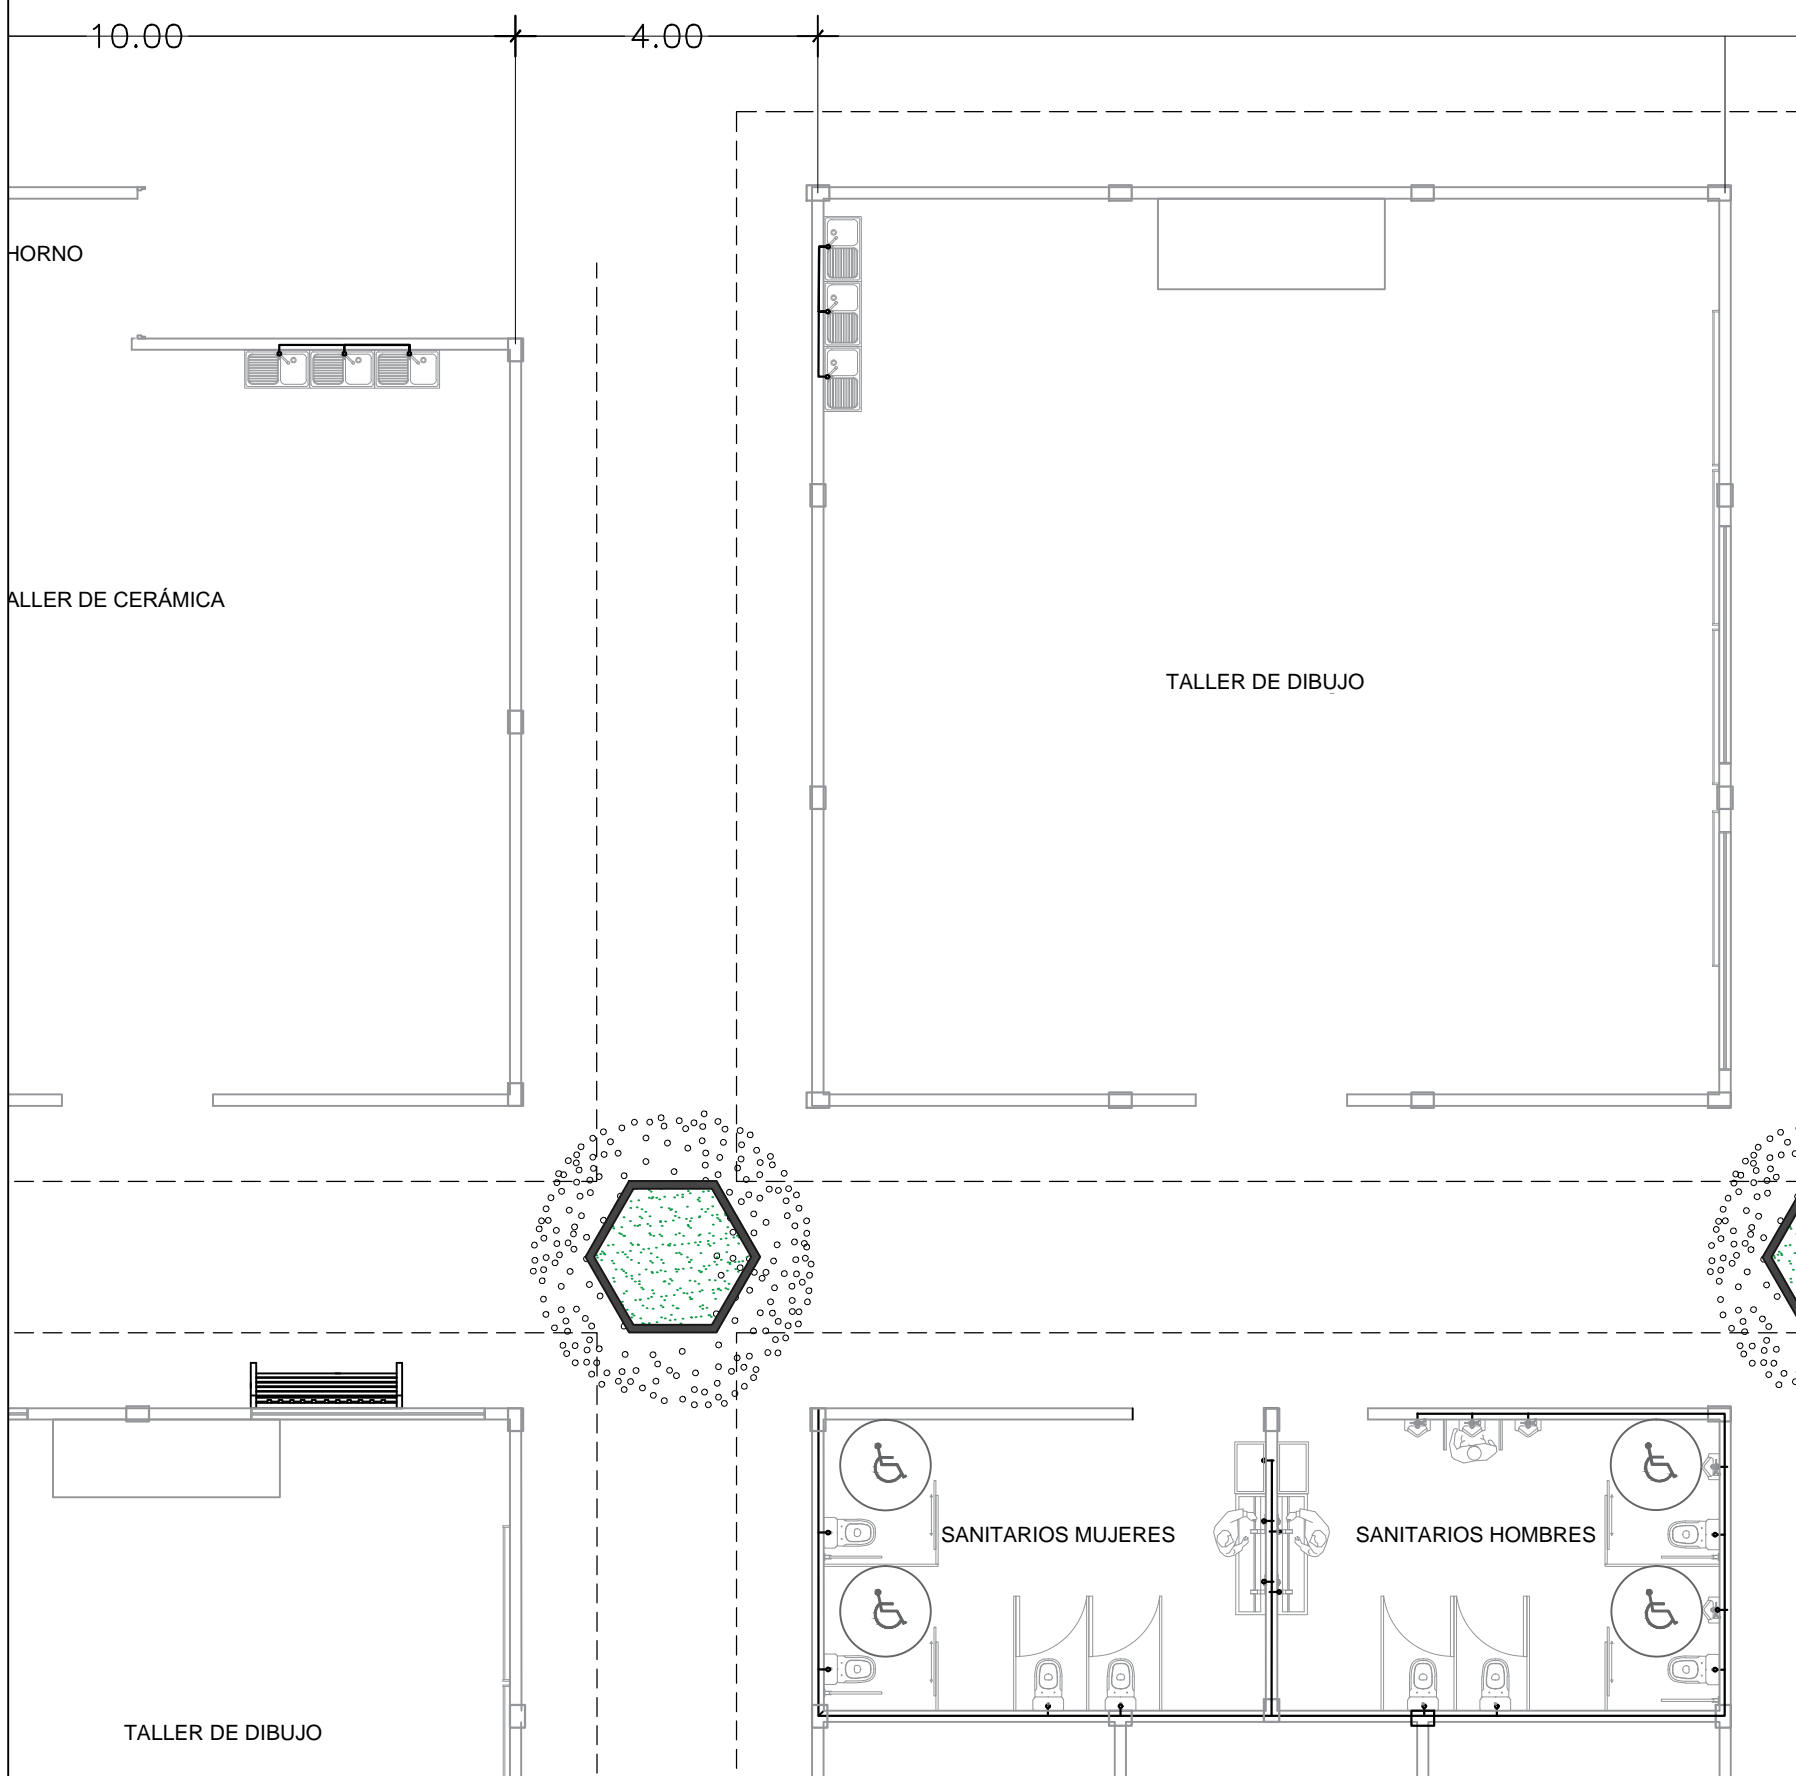 10.00
4.00
HORNO
ALLER DE CERÁMICA
TALLER DE DIBUJO
SANITARIOS MUJERES
SANITARIOS HOMBRES
TALLER DE DIBUJO